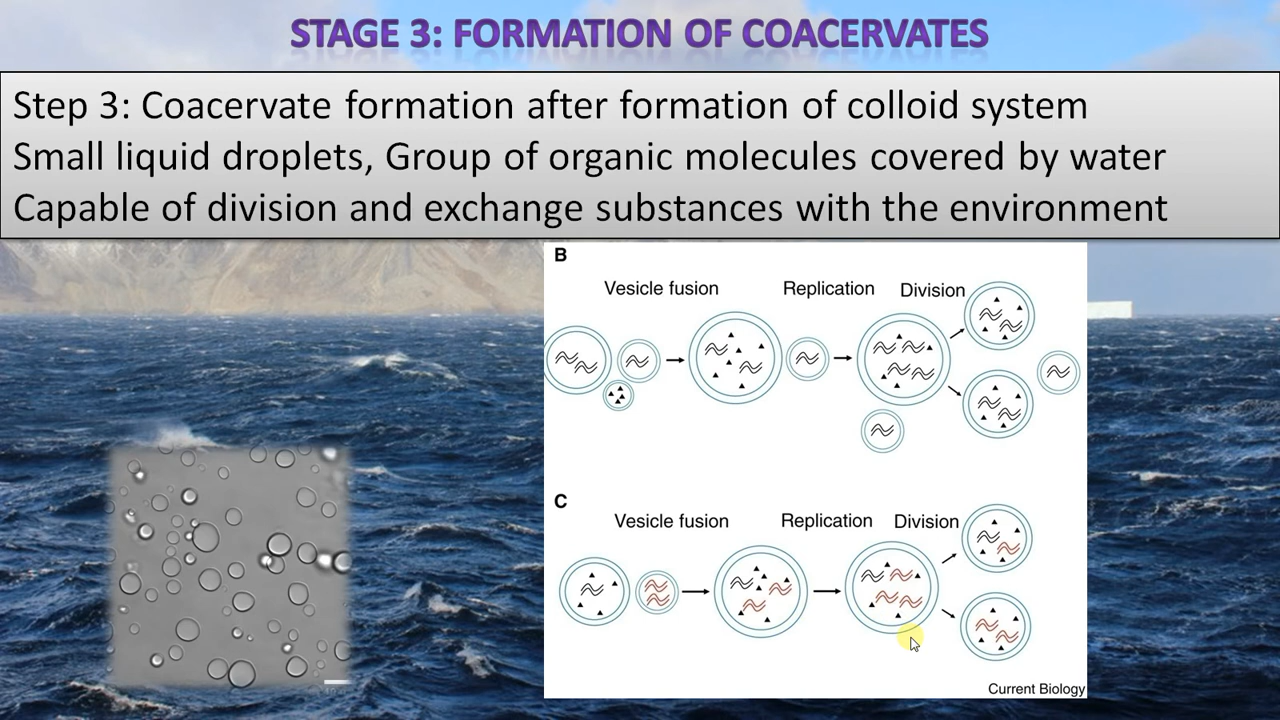 STAGE 3: FORMATION OF COACERVATES
Step 3: Coacervate formation after formation of colloid system
Small liquid droplets, Group of organic molecules covered by water
Capable of division and exchange substances with the environment
B
Vesicle fusion Replication Division
C
Vesicle fusion Replication Division
Current Biology